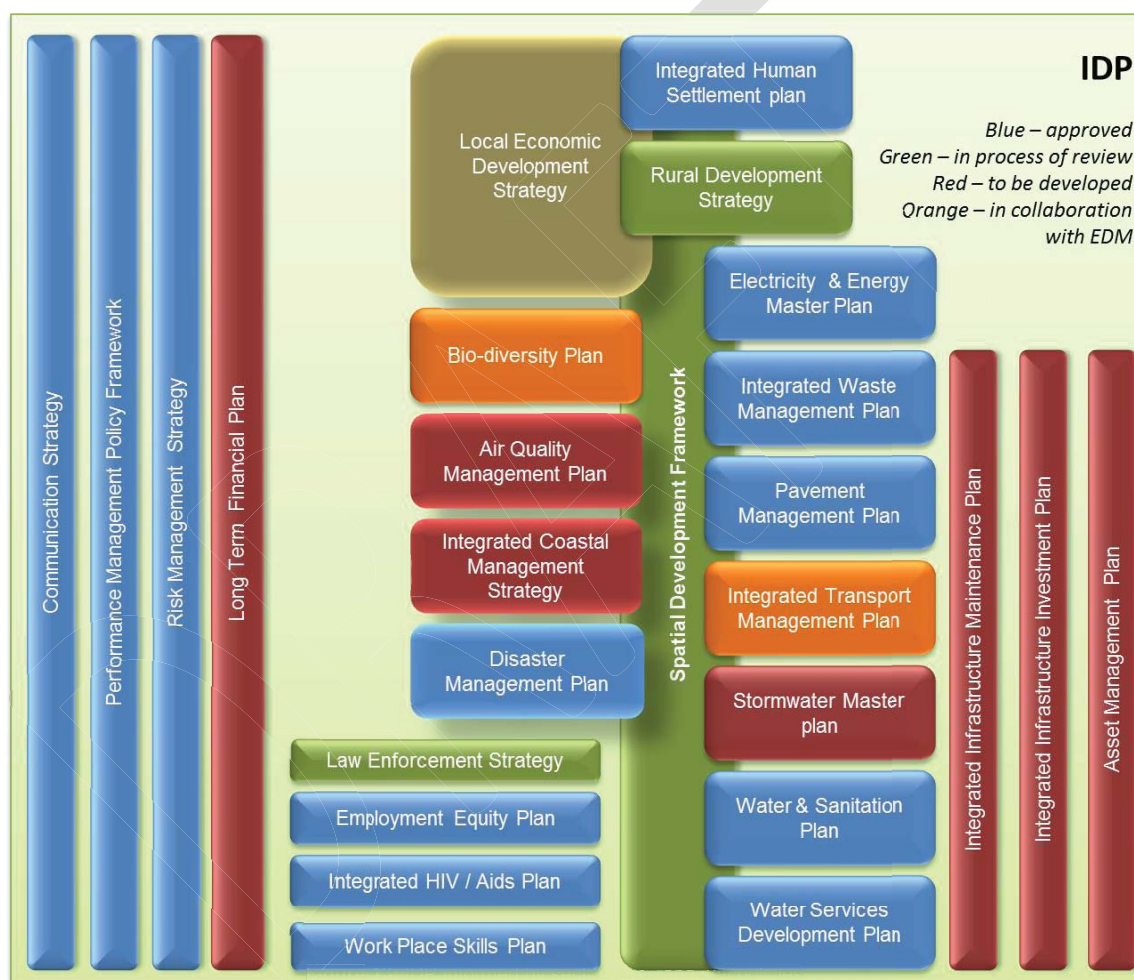 Communication Strategy
Performance Management Policy Framework
Risk Management Strategy
Long Term Financial Plan
Local Economic
Development
Strategy
Integrated Human
Settlement plan
Rural Development
Strategy
IDP
Blue – approved
Green – in process of review
Red – to be developed
Orange – in collaboration
with EDM
Bio-diversity Plan
Air Quality
Management Plan
Integrated Coastal
Management
Strategy
Disaster
Management Plan
Law Enforcement Strategy
Employment Equity Plan
Integrated HIV / Aids Plan
Work Place Skills Plan
Spatial Development Framework
Electricity & Energy
Master Plan
Integrated Waste
Management Plan
Pavement
Management Plan
Integrated Transport
Management Plan
Stormwater Master
plan
Water & Sanitation
Plan
Water Services
Development Plan
Integrated Infrastructure Maintenance Plan
Integrated Infrastructure Investment Plan
Asset Management Plan